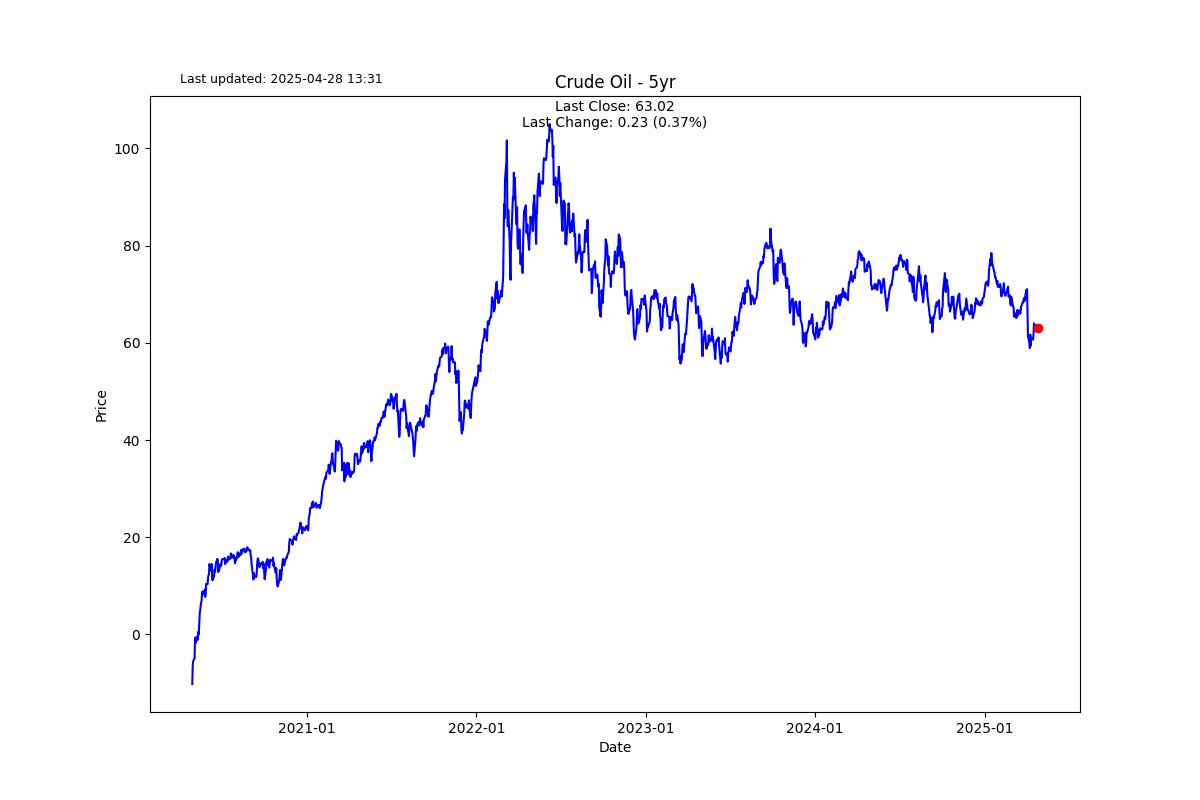 Last updated: 2025-04-28 13:31
Crude Oil - 5yr
Last Close: 63.02
Last Change: 0.23 (0.37%)
100
80
60
40
20
0
Price
2021-01
2022-01
2023-01
2024-01
2025-01
Date